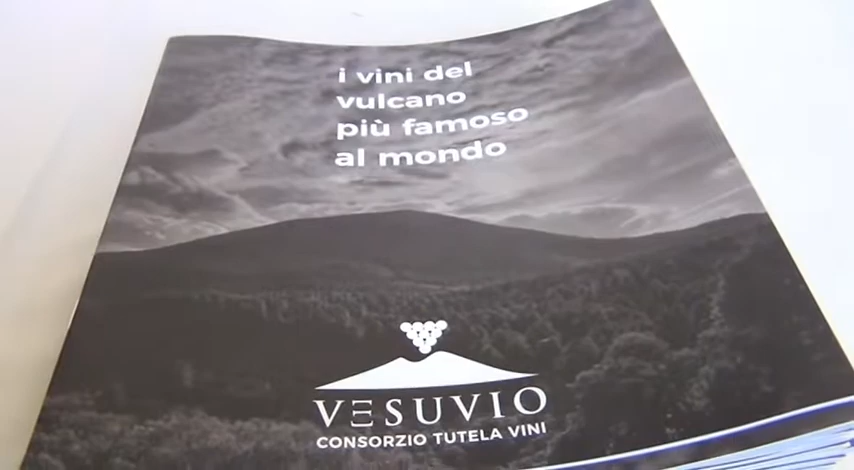 i vini del
vulcano
più famoso
al mondo
VESUVIO
CONSORZIO TUTELA VINI